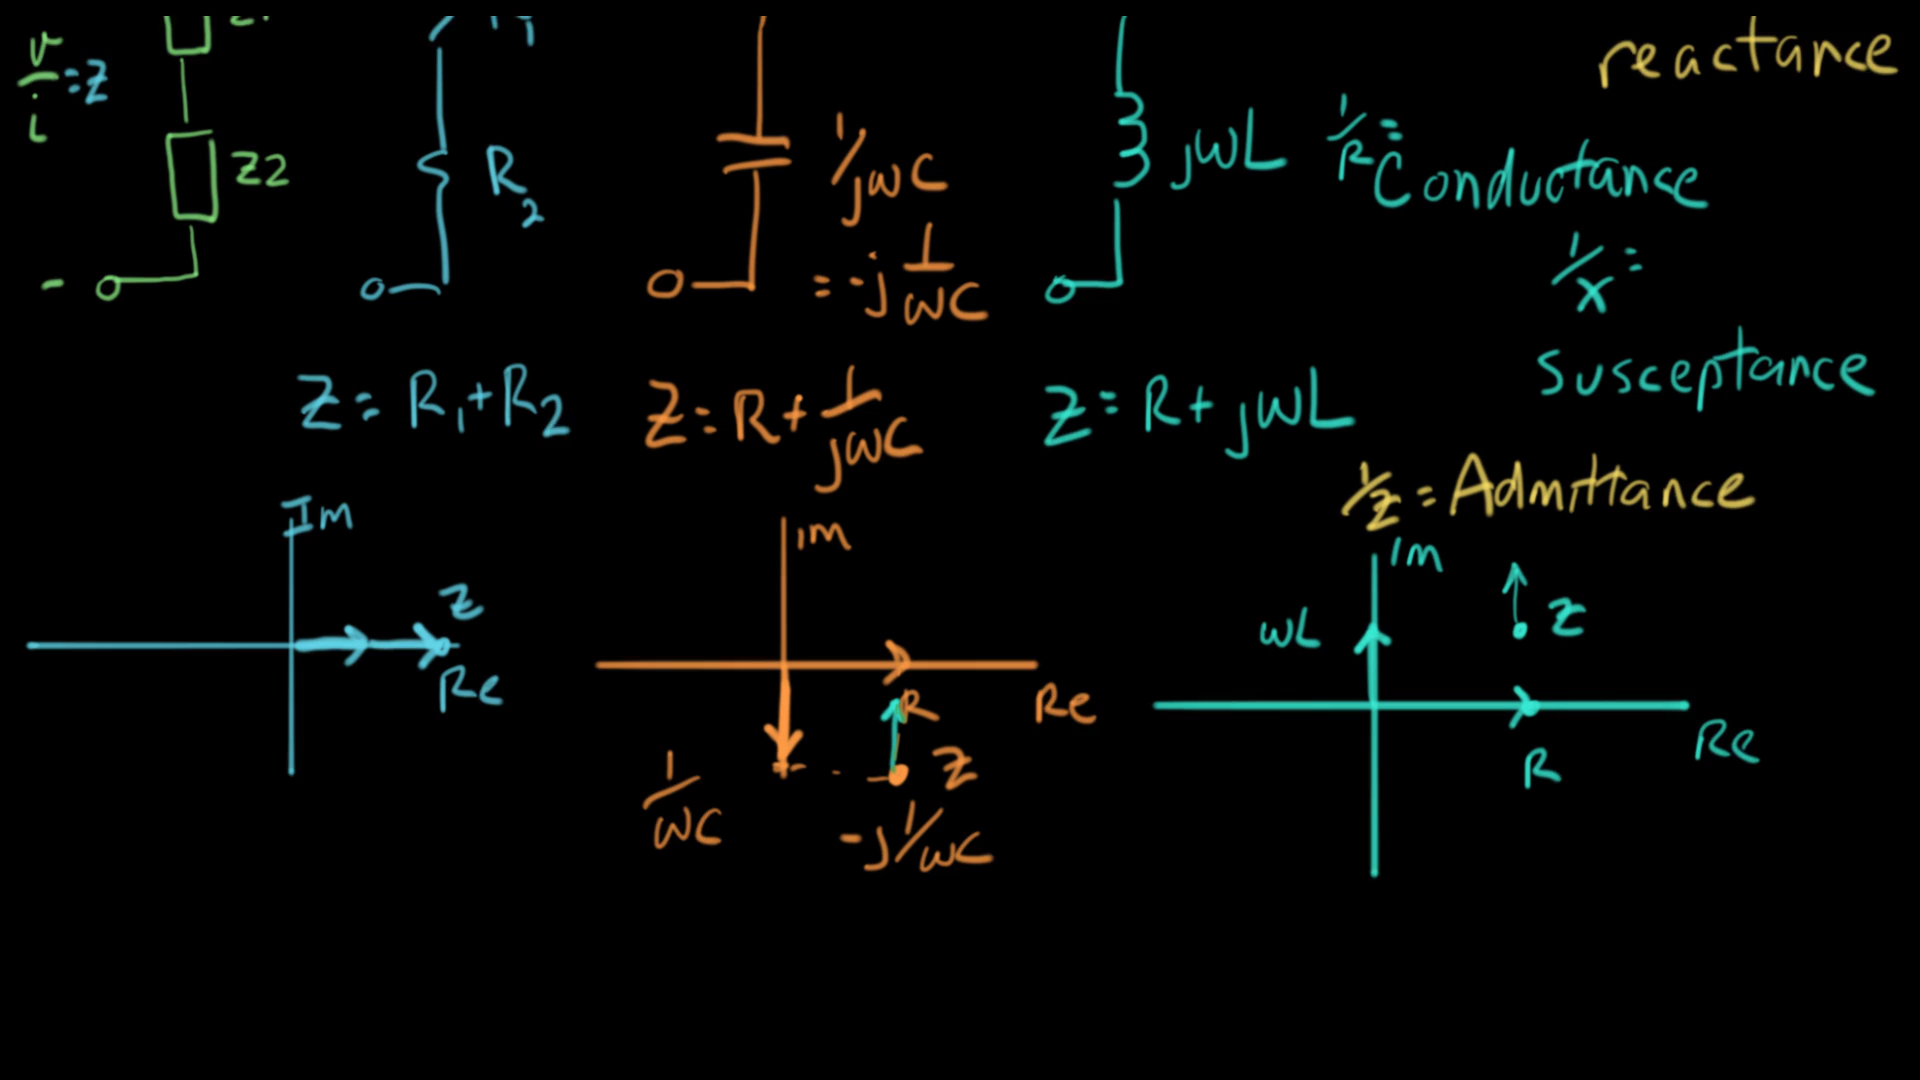 v/i = Z
Z2
R2
1/jωC
= -j 1/ωC
jωL
reactance
1/R =
Conductance
1/x =
susceptance
Z = R1 + R2
Z = R + 1/jωC
Z = R + jωL
1/z = Admittance
Im
Z
Re
im
R
Re
Z
1/ωC
-j 1/ωC
im
ωL
Z
R
Re